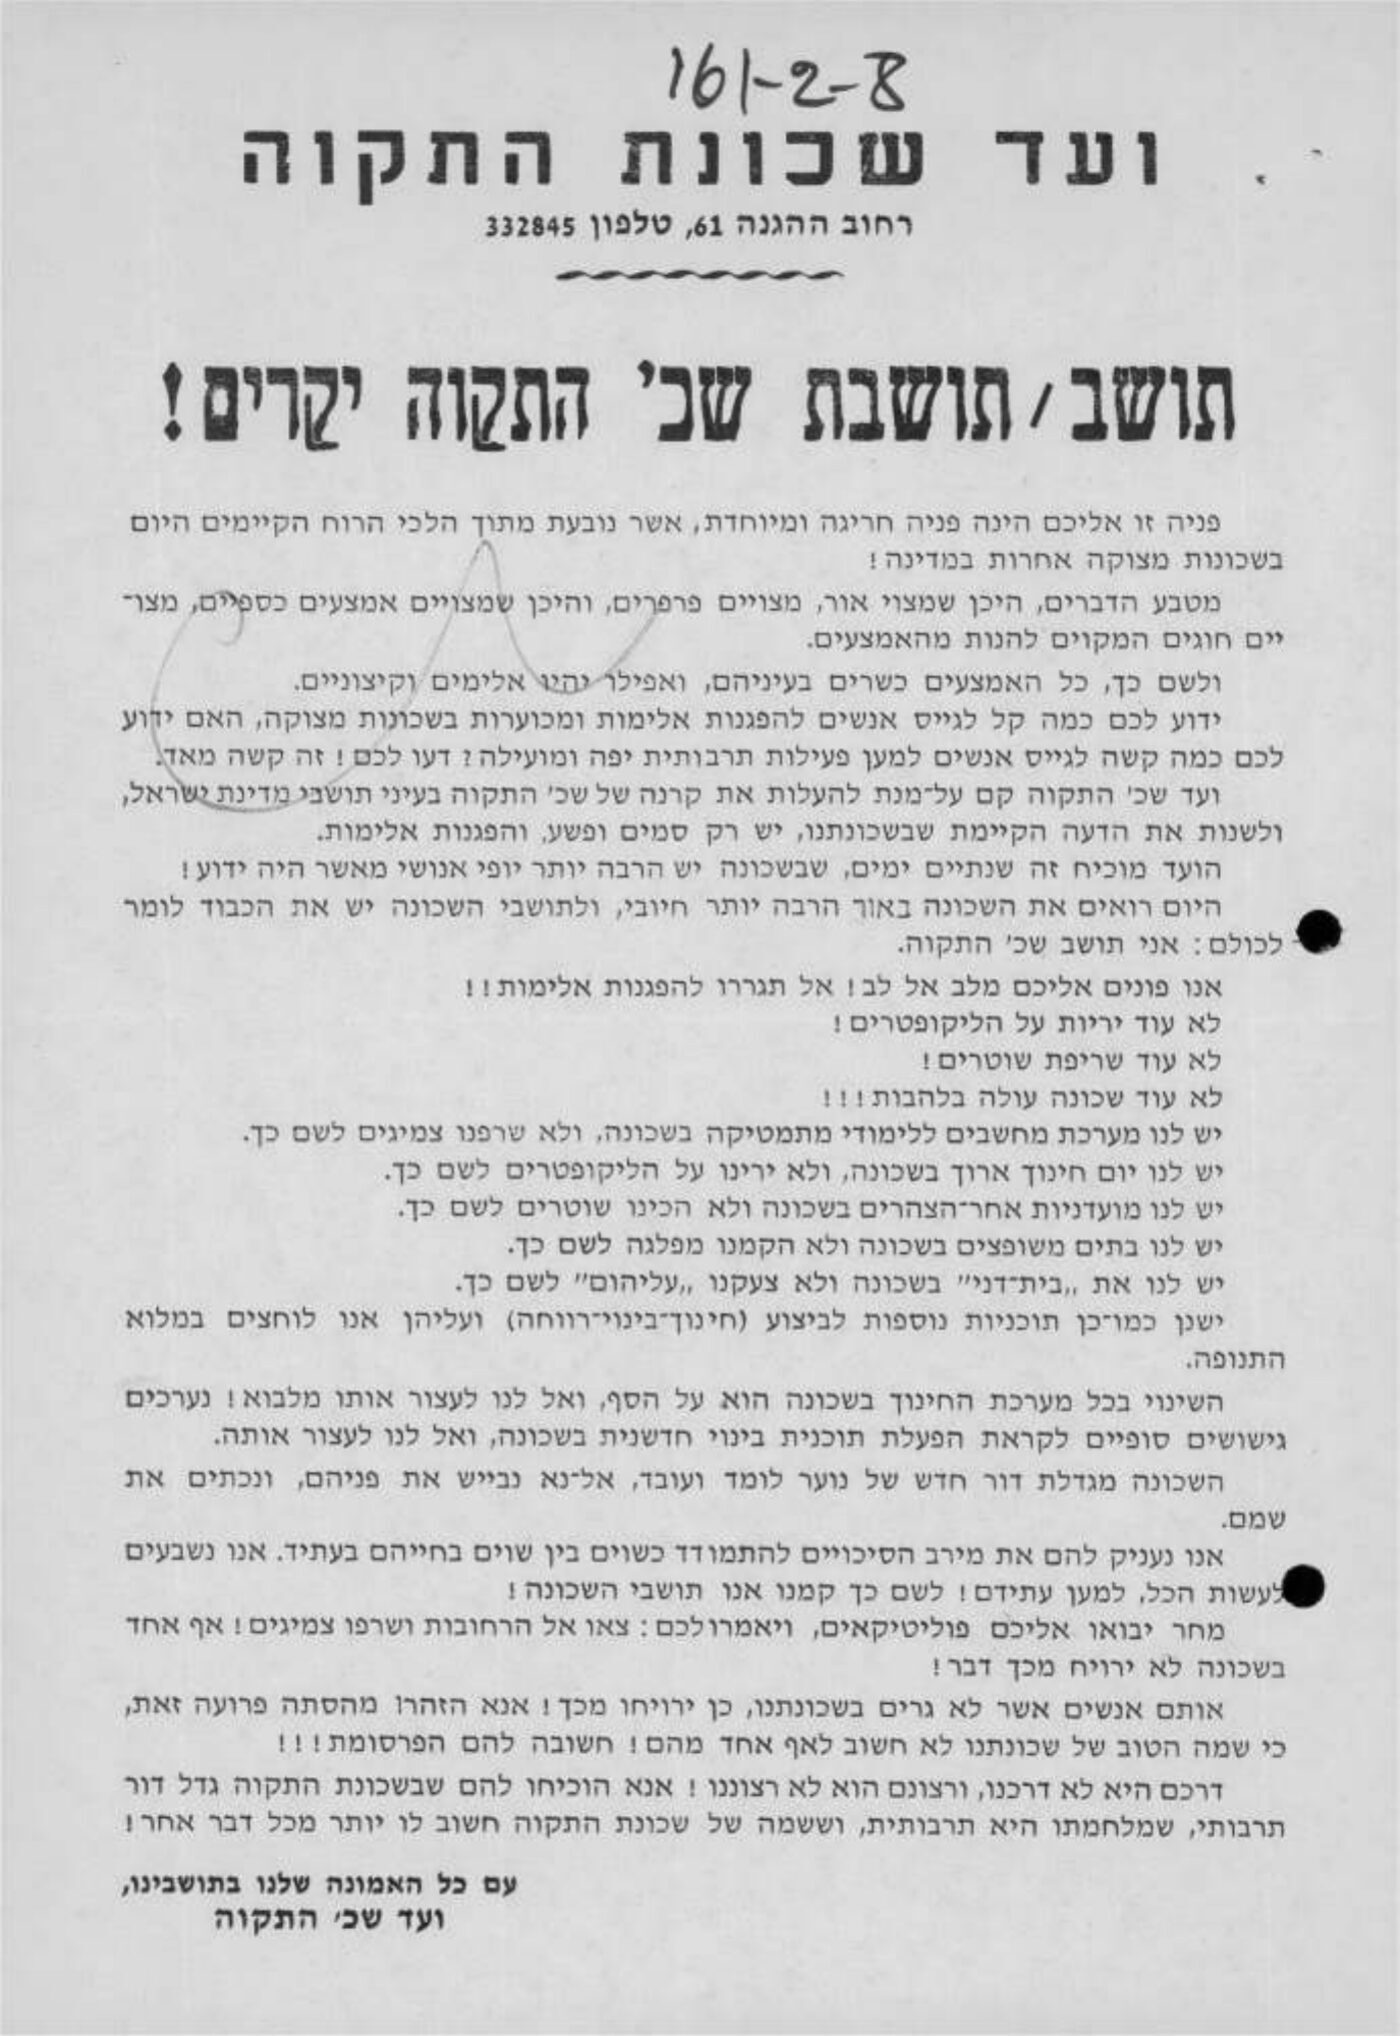 161-2-8
ועד שכונת התקוה
רחוב ההגנה 61, טלפון 332845
תושב/תושבת שכ' התקוה יקרים!
פניה זו אליכם הינה פניה חריגה ומיוחדת, אשר נובעת מתוך הלכי הרוח הקיימים היום
בשכונות מצוקה אחרות במדינה!
מטבע הדברים, היכן שמצוי אור, מצויים פרפרים, והיכן שמצויים אמצעים כספיים, מצו־
יים חוגים המקוים להנות מהאמצעים.
ולשם כך, כל האמצעים כשרים בעיניהם, ואפילו יהיו אלימים וקיצוניים.
ידוע לכם כמה קל לגייס אנשים להפגנות אלימות ומכוערות בשכונות מצוקה, האם ידוע
לכם כמה קשה לגייס אנשים למען פעילות תרבותית יפה ומועילה? דעו לכם! זה קשה מאד.
ועד שכ' התקוה קם על־מנת להעלות את קרנה של שכ' התקוה בעיני תושבי מדינת ישראל,
ולשנות את הדעה הקיימת שבשכונתנו, יש רק סמים ופשע, והפגנות אלימות.
הועד מוכיח זה שנתיים ימים, שבשכונה יש הרבה יותר יופי אנושי מאשר היה ידוע!
היום רואים את השכונה באור הרבה יותר חיובי, ולתושבי השכונה יש את הכבוד לומר
לכולם: אני תושב שכ' התקוה.
אנו פונים אליכם מלב אל לב! אל תגררו להפגנות אלימות!!
לא עוד יריות על הליקופטרים!
לא עוד שריפת שוטרים!
לא עוד שכונה עולה בלהבות!!!
יש לנו מערכת מחשבים ללימודי מתמטיקה בשכונה, ולא שרפנו צמיגים לשם כך.
יש לנו יום חינוך ארוך בשכונה, ולא ירינו על הליקופטרים לשם כך.
יש לנו מועדניות אחר־הצהרים בשכונה ולא הכינו שוטרים לשם כך.
יש לנו בתים משופצים בשכונה ולא הקמנו מפלגה לשם כך.
יש לנו את „בית־דני" בשכונה ולא צעקנו „עליהום" לשם כך.
ישנן כמו־כן תוכניות נוספות לביצוע (חינוך־בינוי־רווחה) ועליהן אנו לוחצים במלוא
התנופה.
השינוי בכל מערכת החינוך בשכונה הוא על הסף, ואל לנו לעצור אותו מלבוא! נערכים
גישושים סופיים לקראת הפעלת תוכנית בינוי חדשנית בשכונה, ואל לנו לעצור אותה.
השכונה מגדלת דור חדש של נוער לומד ועובד, אל־נא נבייש את פניהם, ונכתים את
שמם.
אנו נעניק להם את מירב הסיכויים להתמודד כשוים בין שוים בחייהם בעתיד. אנו נשבעים
לעשות הכל, למען עתידם! לשם כך קמנו אנו תושבי השכונה!
מחר יבואו אליכם פוליטיקאים, ויאמרולכם: צאו אל הרחובות ושרפו צמיגים! אף אחד
בשכונה לא ירויח מכך דבר!
אותם אנשים אשר לא גרים בשכונתנו, כן ירויחו מכך! אנא הזהרו מהסתה פרועה זאת,
כי שמה הטוב של שכונתנו לא חשוב לאף אחד מהם! חשובה להם הפרסומת!!!
דרכם היא לא דרכנו, ורצונם הוא לא רצוננו! אנא הוכיחו להם שבשכונת התקוה גדל דור
תרבותי, שמלחמתו היא תרבותית, וששמה של שכונת התקוה חשוב לו יותר מכל דבר אחר!
עם כל האמונה שלנו בתושבינו,
ועד שכ' התקוה